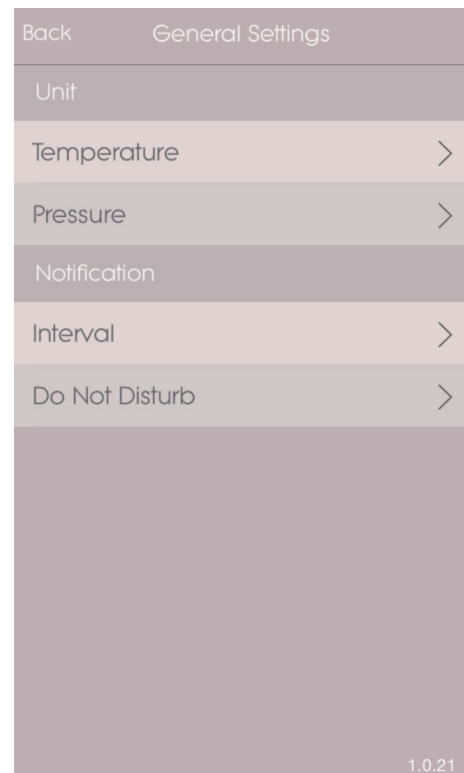 Back General Settings
Unit
Temperature
Pressure
Notification
Interval
Do Not Disturb
1.0.21